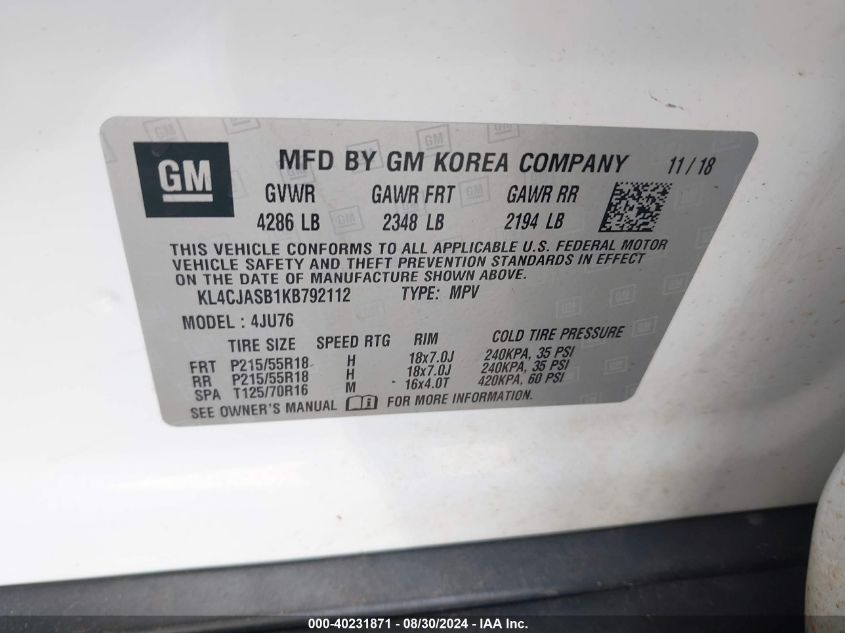 GM
MFD BY GM KOREA COMPANY 11/18
GVWR GAWR FRT GAWR RR
4286 LB 2348 LB 2194 LB
THIS VEHICLE CONFORMS TO ALL APPLICABLE U.S. FEDERAL MOTOR
VEHICLE SAFETY AND THEFT PREVENTION STANDARDS IN EFFECT
ON THE DATE OF MANUFACTURE SHOWN ABOVE.
KL4CJASB1KB792112 TYPE: MPV
MODEL : 4JU76
TIRE SIZE SPEED RTG RIM COLD TIRE PRESSURE
FRT P215/55R18 H 18x7.0J 240KPA, 35 PSI
RR P215/55R18 H 18x7.0J 240KPA, 35 PSI
SPA T125/70R16 M 16x4.0T 420KPA, 60 PSI
SEE OWNER'S MANUAL FOR MORE INFORMATION.
000-40231871 - 08/30/2024 - IAAI.com.